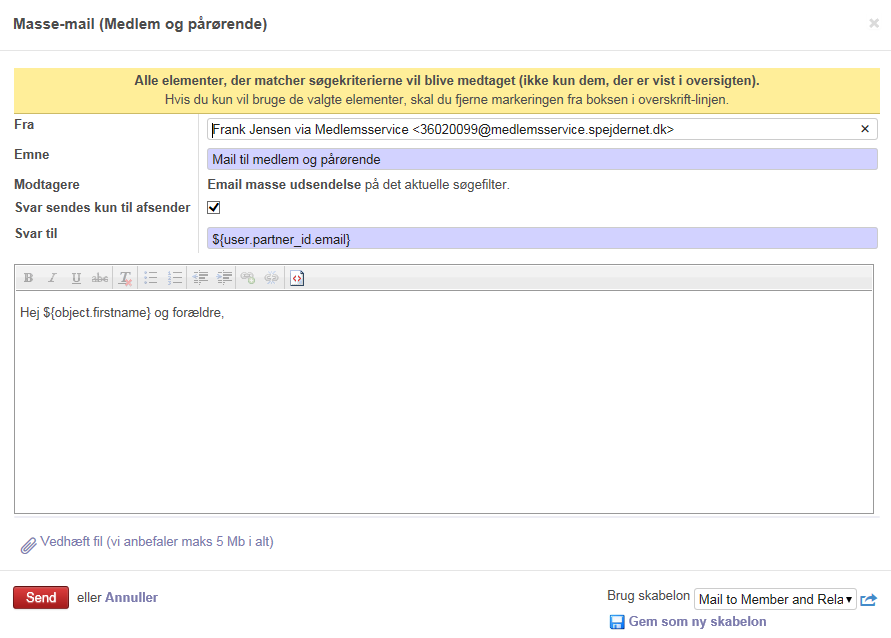 Masse-mail (Medlem og pårørende)
Alle elementer, der matcher søgekriterierne vil blive medtaget (ikke kun dem, der er vist i oversigten).
Hvis du kun vil bruge de valgte elementer, skal du fjerne markeringen fra boksen i overskrift-linjen.
Fra
Frank Jensen via Medlemsservice <36020099@medlemsservice.spejdernet.dk>
Emne
Mail til medlem og pårørende
Modtagere
Email masse udsendelse på det aktuelle søgefilter.
Svar sendes kun til afsender
Svar til
${user.partner_id.email}
B I U abc T
Hej ${object.firstname} og forældre,
Vedhæft fil (vi anbefaler maks 5 Mb i alt)
Send eller Annuller
Brug skabelon Mail to Member and Rela
Gem som ny skabelon